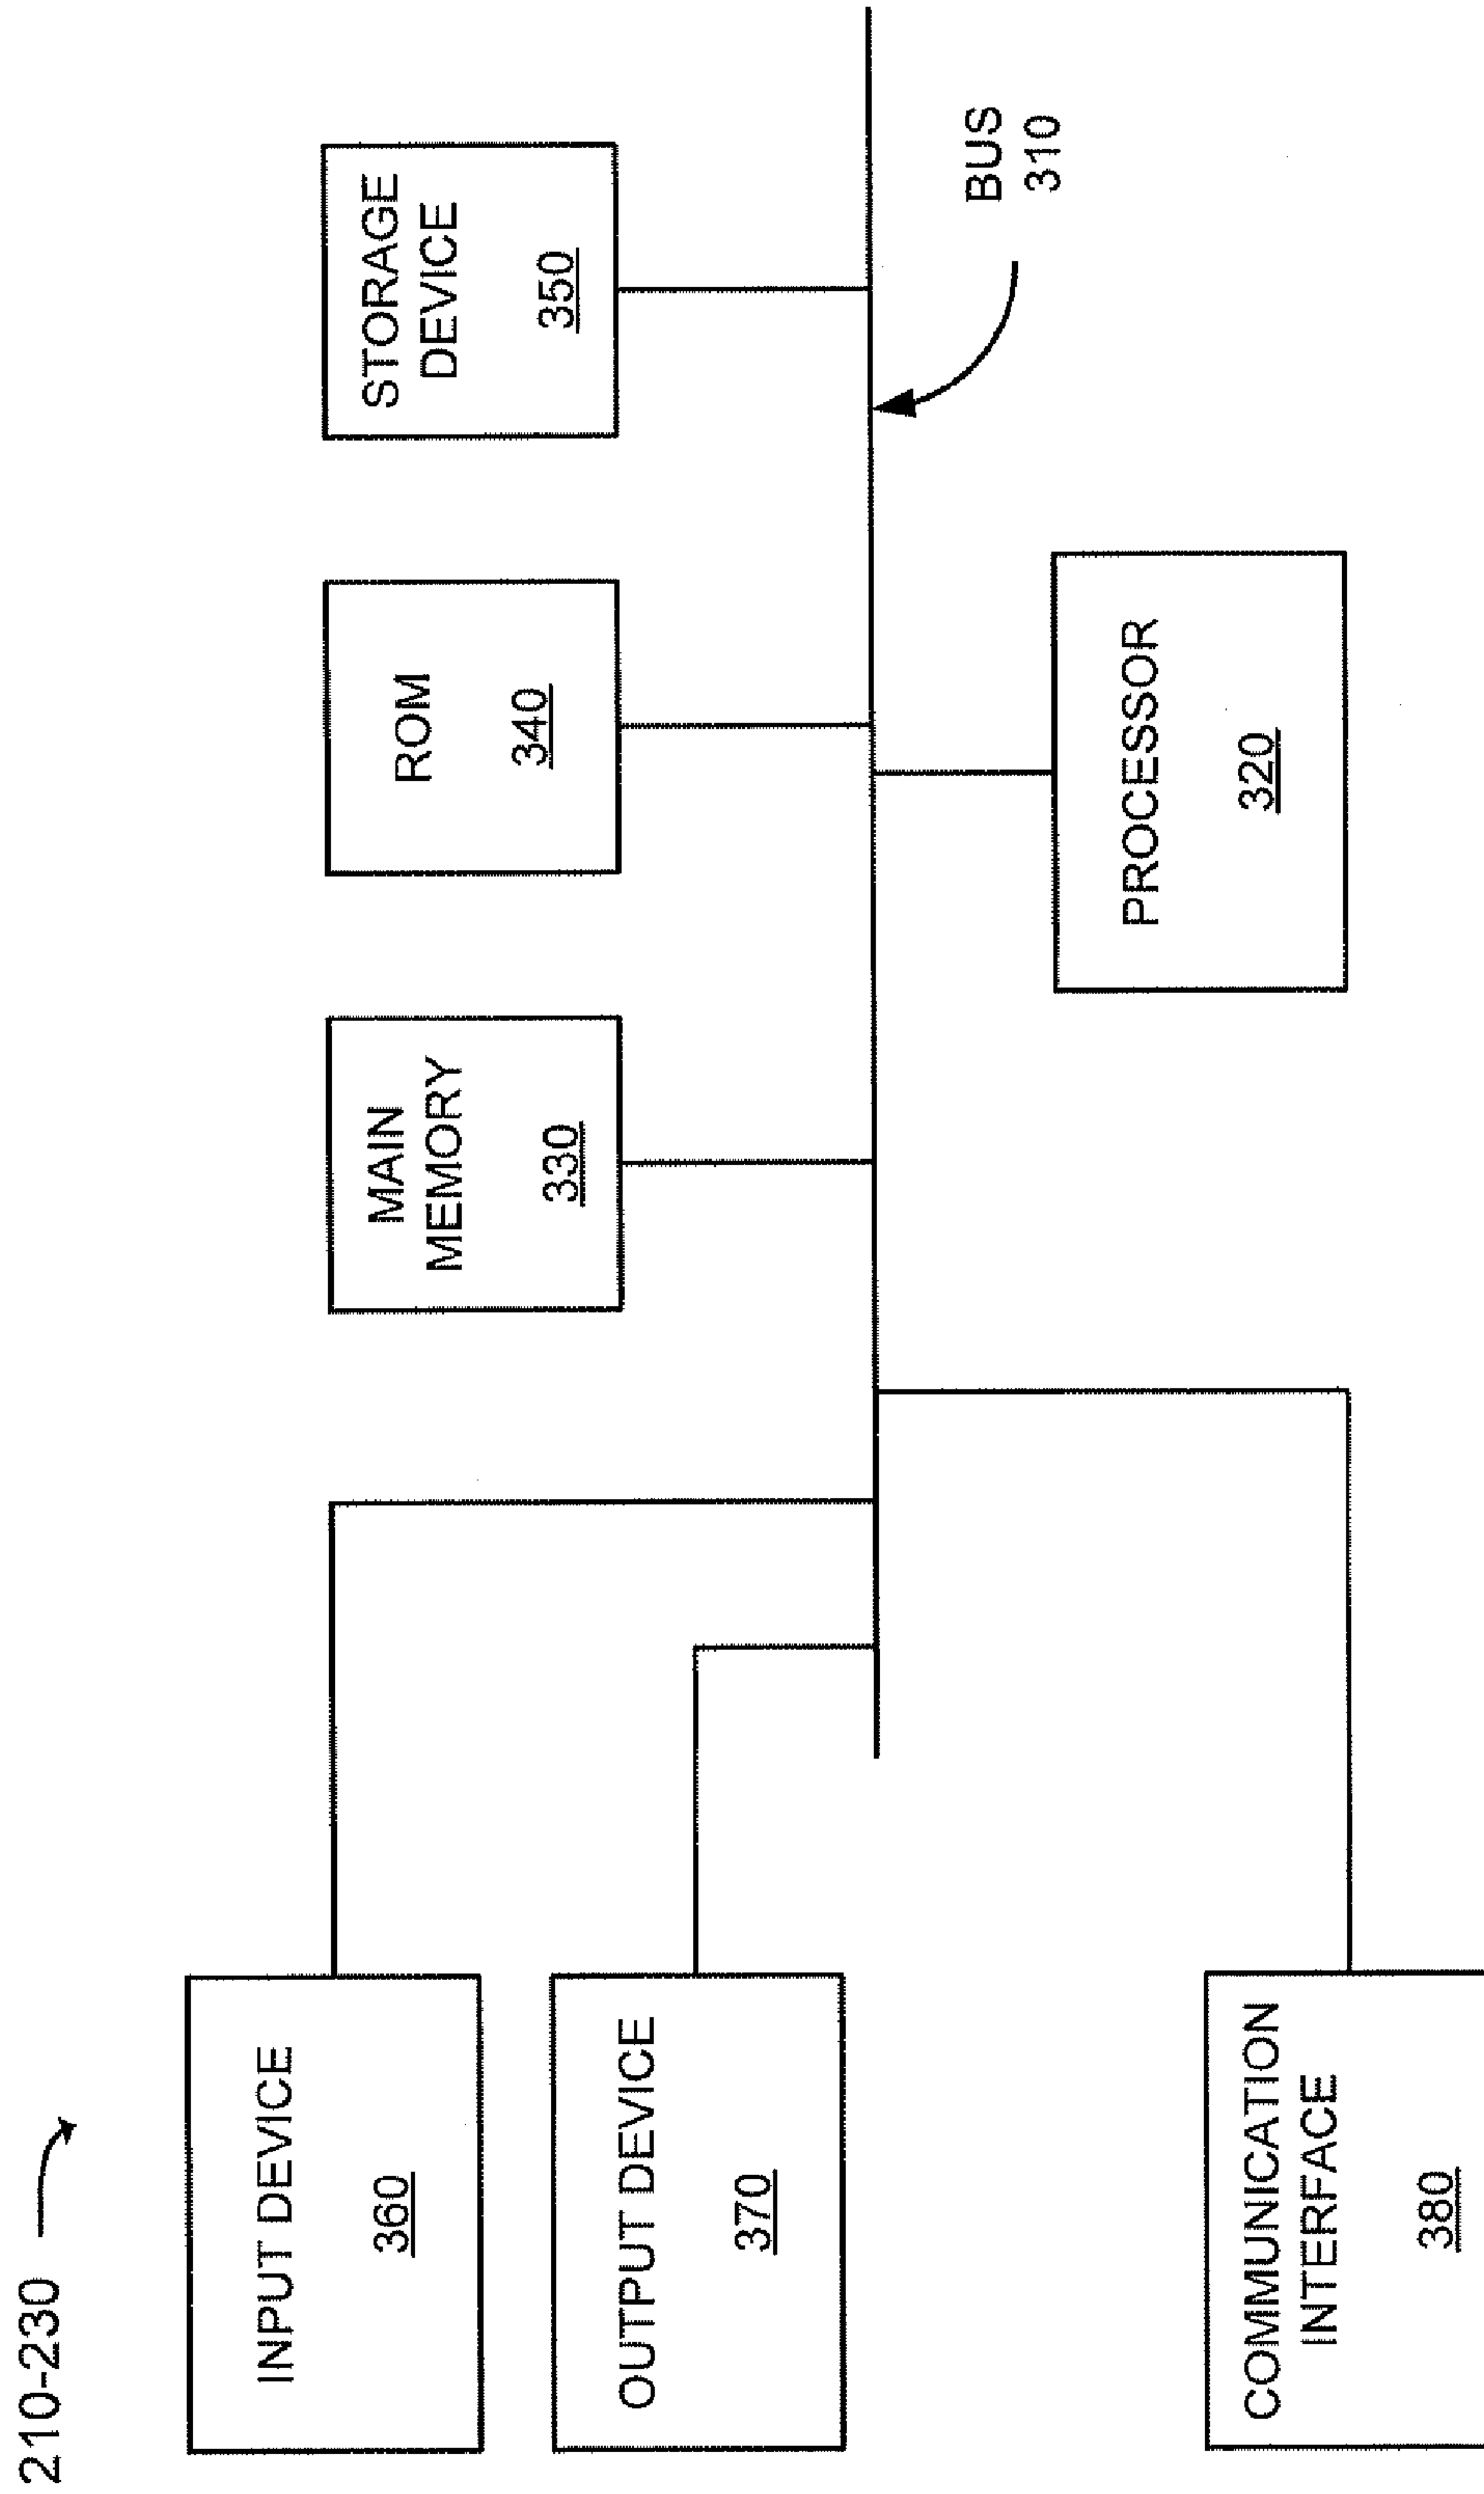 210-230
INPUT DEVICE
360
OUTPUT DEVICE
370
COMMUNICATION
INTERFACE
380
MAIN
MEMORY
330
ROM
340
STORAGE
DEVICE
350
PROCESSOR
320
BUS
310